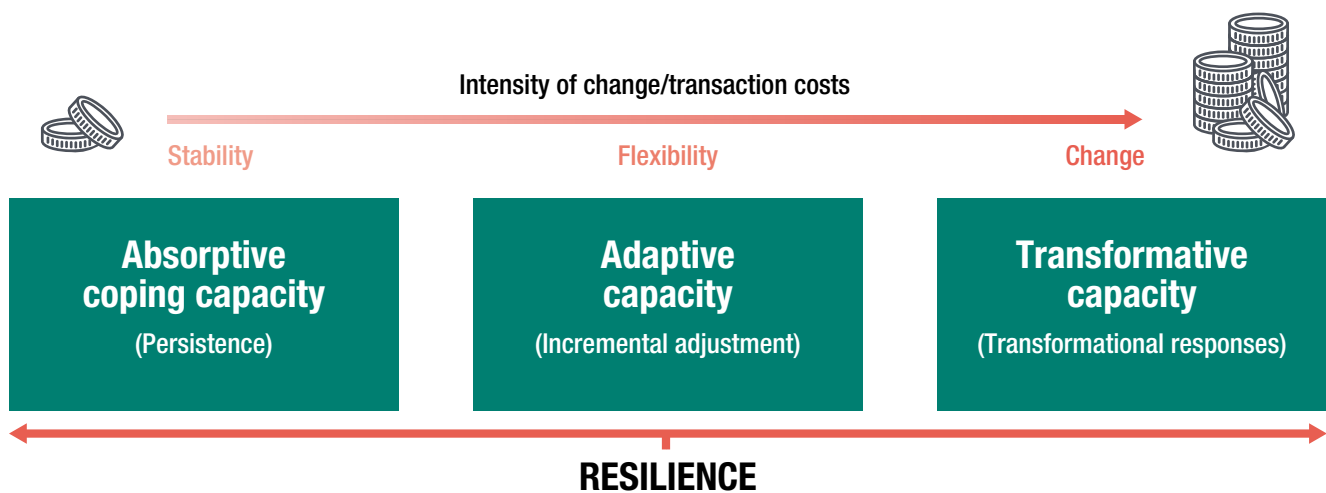 Intensity of change/transaction costs
Stability
Flexibility
Change
Absorptive
coping capacity
(Persistence)
Adaptive
capacity
(Incremental adjustment)
Transformative
capacity
(Transformational responses)
RESILIENCE